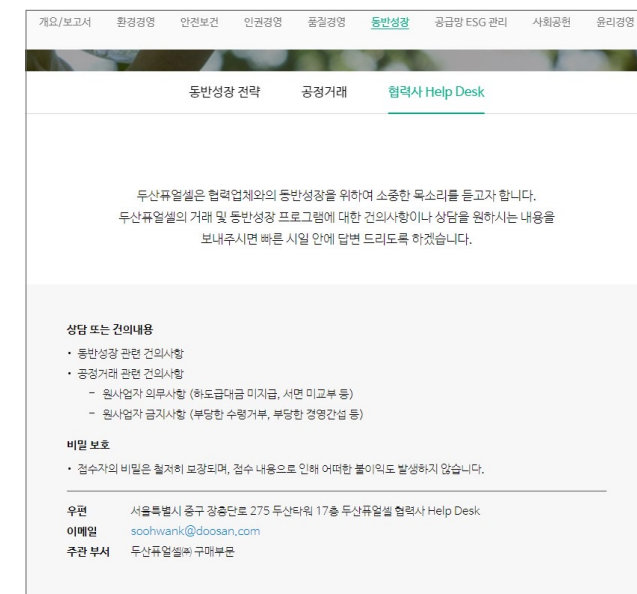 개요/보고서 환경경영 안전보건 인권경영 품질경영 동반성장 공급망 ESG 관리 사회공헌 윤리경영
동반성장 전략 공정거래 협력사 Help Desk
두산퓨얼셀은 협력업체와의 동반성장을 위하여 소중한 목소리를 듣고자 합니다.
두산퓨얼셀의 거래 및 동반성장 프로그램에 대한 건의사항이나 상담을 원하시는 내용을
보내주시면 빠른 시일 안에 답변 드리도록 하겠습니다.
상담 또는 건의내용
• 동반성장 관련 건의사항
• 공정거래 관련 건의사항
– 원사업자 의무사항 (하도급대금 미지급, 서면 미교부 등)
– 원사업자 금지사항 (부당한 수령거부, 부당한 경영간섭 등)
비밀 보호
• 접수자의 비밀은 철저히 보장되며, 접수 내용으로 인해 어떠한 불이익도 발생하지 않습니다.
우편 서울특별시 중구 장충단로 275 두산타워 17층 두산퓨얼셀 협력사 Help Desk
이메일 soohwank@doosan.com
주관 부서 두산퓨얼셀㈜ 구매부문